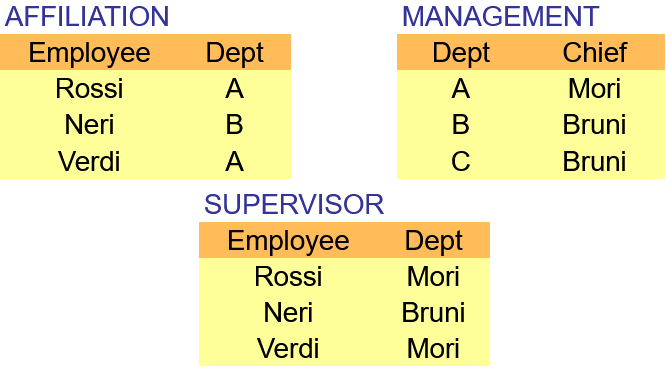 AFFILIATION
Employee Dept
Rossi A
Neri B
Verdi A
MANAGEMENT
Dept Chief
A Mori
B Bruni
C Bruni
SUPERVISOR
Employee Dept
Rossi Mori
Neri Bruni
Verdi Mori